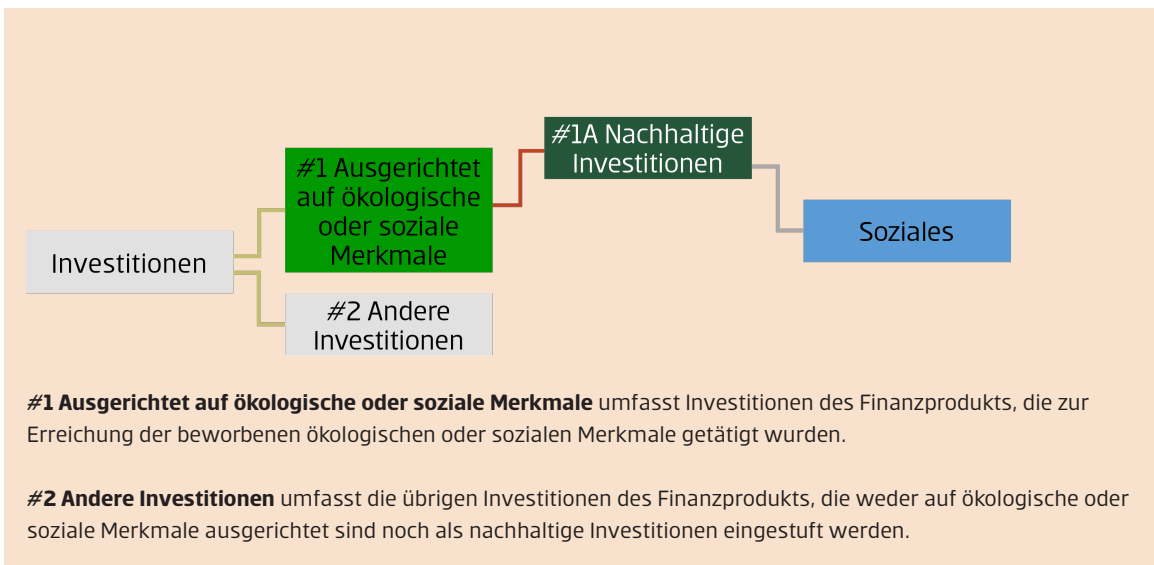 #1A Nachhaltige
Investitionen
#1 Ausgerichtet
auf ökologische
oder soziale
Merkmale
Soziales
Investitionen
#2 Andere
Investitionen
#1 Ausgerichtet auf ökologische oder soziale Merkmale umfasst Investitionen des Finanzprodukts, die zur
Erreichung der beworbenen ökologischen oder sozialen Merkmale getätigt wurden.
#2 Andere Investitionen umfasst die übrigen Investitionen des Finanzprodukts, die weder auf ökologische oder
soziale Merkmale ausgerichtet sind noch als nachhaltige Investitionen eingestuft werden.